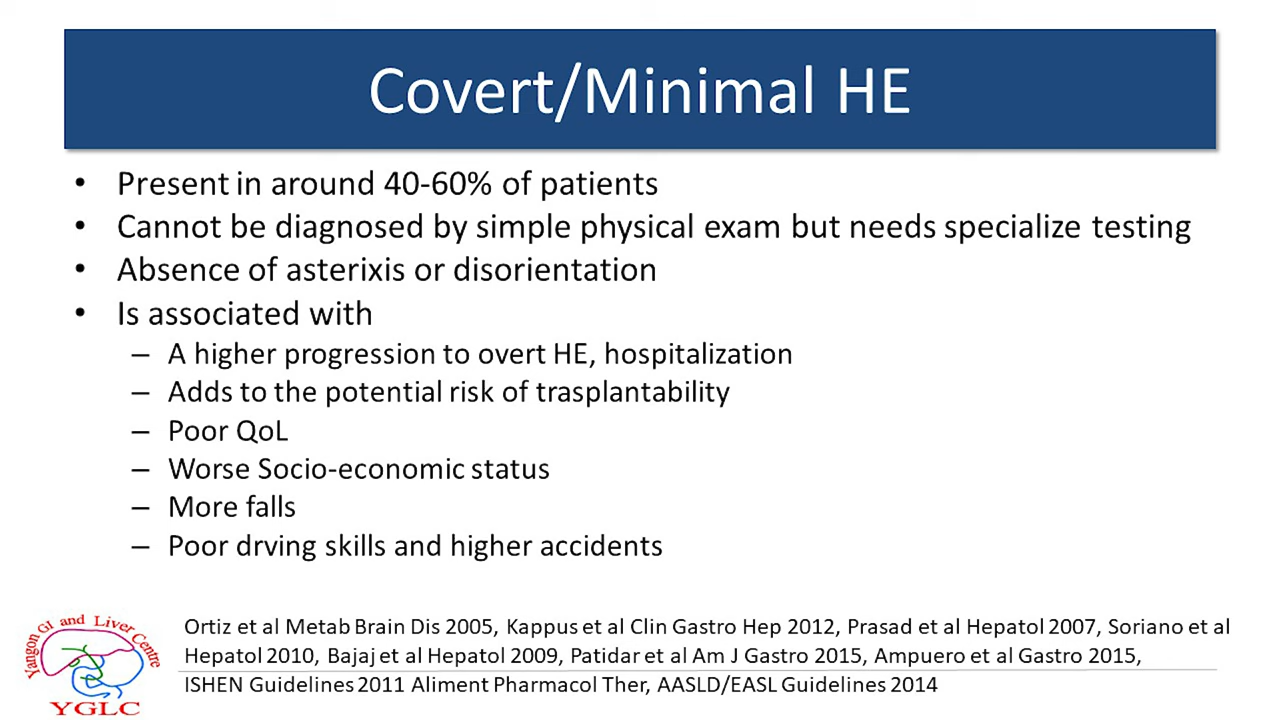 Covert/Minimal HE
• Present in around 40-60% of patients
• Cannot be diagnosed by simple physical exam but needs specialize testing
• Absence of asterixis or disorientation
• Is associated with
– A higher progression to overt HE, hospitalization
– Adds to the potential risk of trasplantability
– Poor QoL
– Worse Socio-economic status
– More falls
– Poor drving skills and higher accidents
Ortiz et al Metab Brain Dis 2005, Kappus et al Clin Gastro Hep 2012, Prasad et al Hepatol 2007, Soriano et al
Hepatol 2010, Bajaj et al Hepatol 2009, Patidar et al Am J Gastro 2015, Ampuero et al Gastro 2015,
ISHEN Guidelines 2011 Aliment Pharmacol Ther, AASLD/EASL Guidelines 2014
Yangon GI and Liver Centre
YGLC